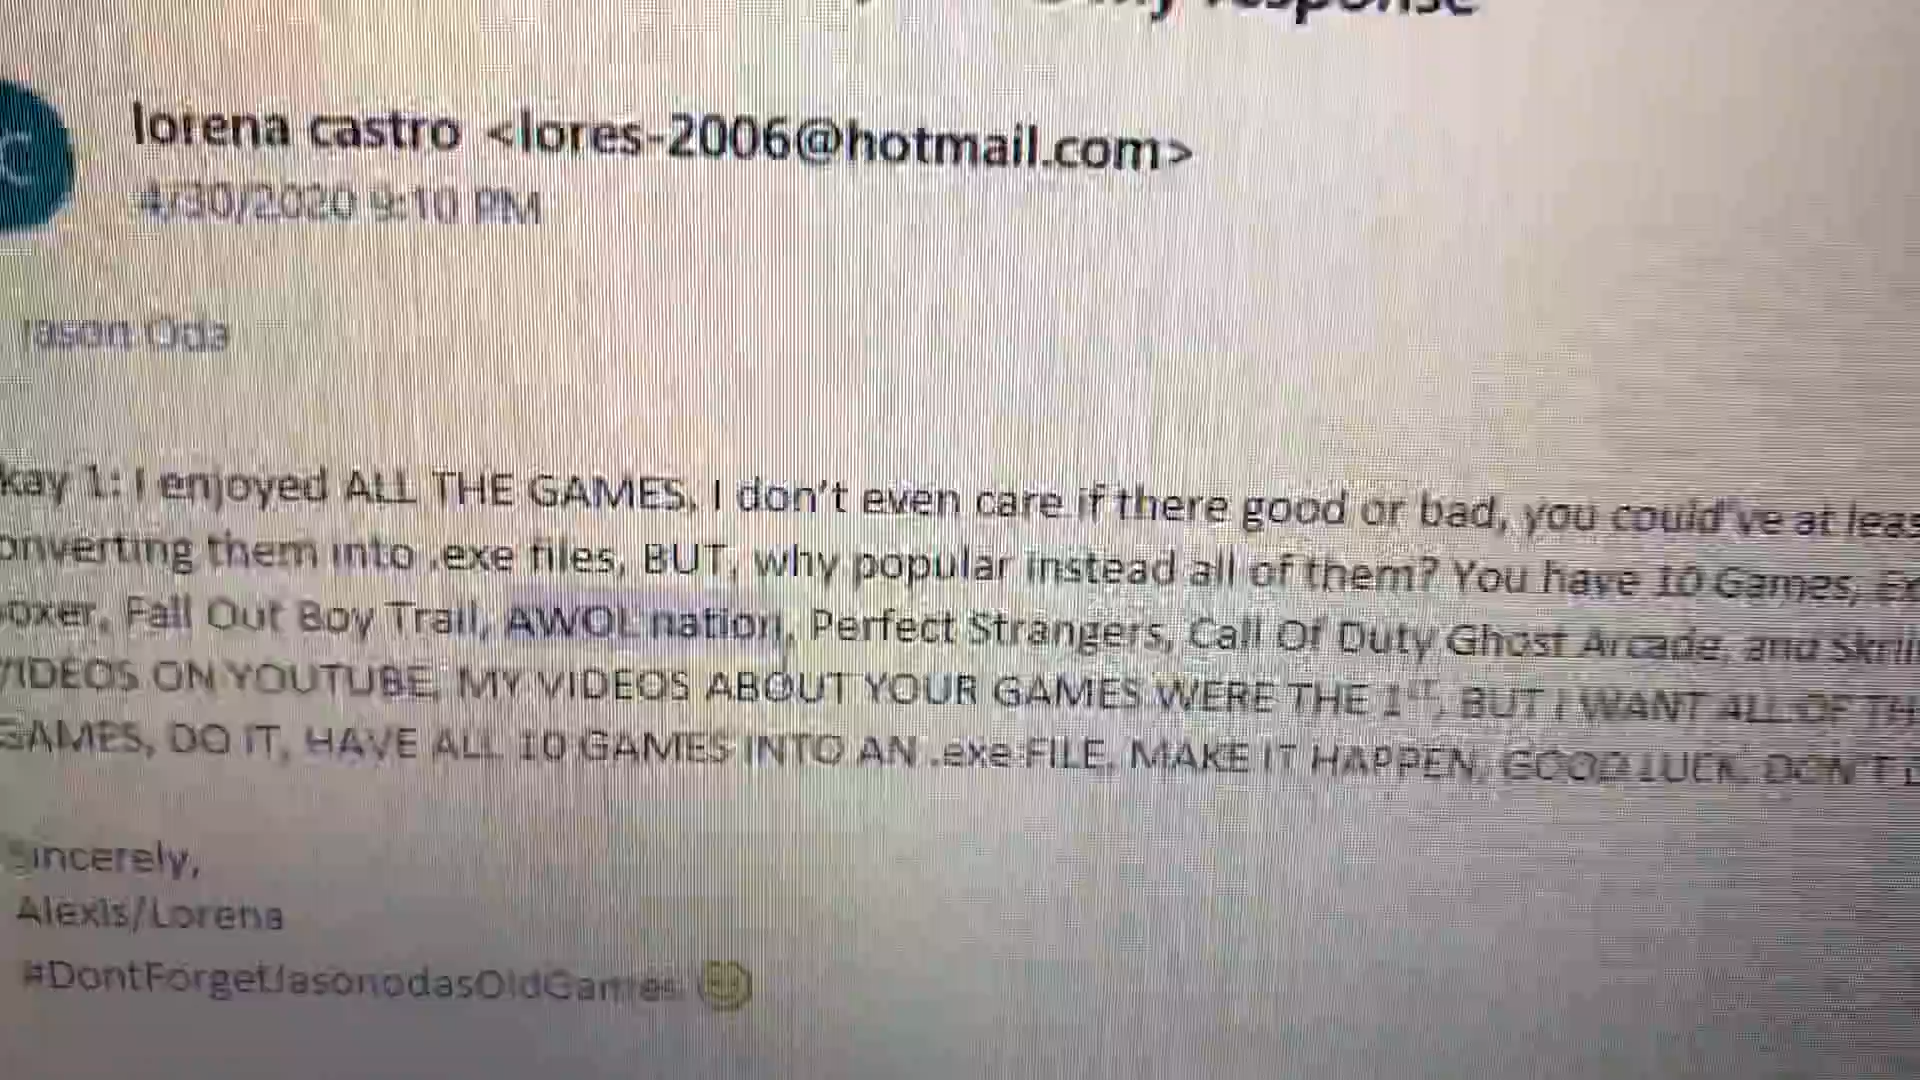 my response
C
lorena castro <lores-2006@hotmail.com>
4/30/2020 9:10 PM
Jason Oda
kay 1: I enjoyed ALL THE GAMES, I don't even care if there good or bad, you could've at leas
onverting them into .exe files, BUT, why popular instead all of them? You have 10 Games,
oxer, Fall Out Boy Trail, AWOL nation, Perfect Strangers, Call Of Duty Ghost Arcade, and Skrill
VIDEOS ON YOUTUBE, MY VIDEOS ABOUT YOUR GAMES WERE THE 1ST, BUT I WANT ALL OF TH
GAMES, DO IT, HAVE ALL 10 GAMES INTO AN .exe FILE, MAKE IT HAPPEN, GOOD LUCK, DON'T
Sincerely,
Alexis/Lorena
#DontForgetJasonodasOldGames